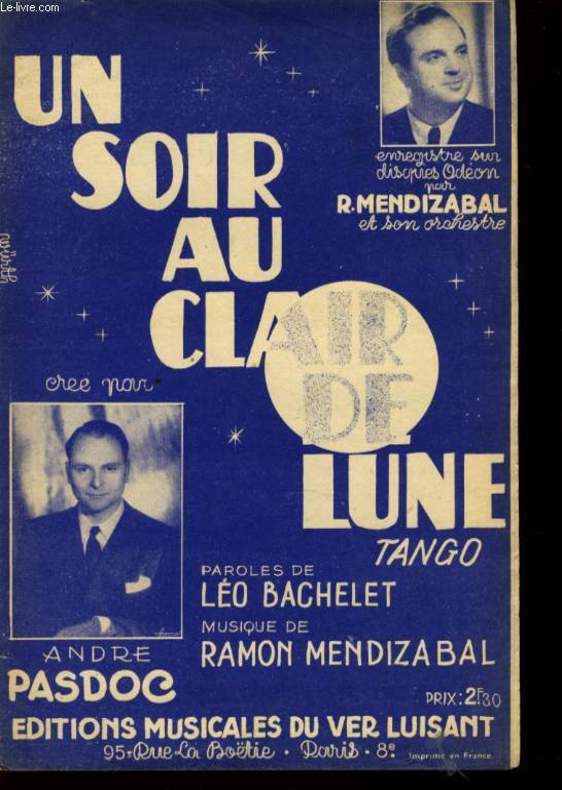 Le-livre.com
UN
SOIR
AU
CLAIR
DE
LUNE
TANGO
enregistré sur
disques Odéon
par
R. MENDIZABAL
et son orchestre
créé par
ANDRE
PASDOC
PAROLES DE
LÉO BACHELET
MUSIQUE DE
RAMON MENDIZABAL
PRIX: 2F30
EDITIONS MUSICALES DU VER LUISANT
95 • Rue La Boëtie • Paris • 8e
Imprimé en France.